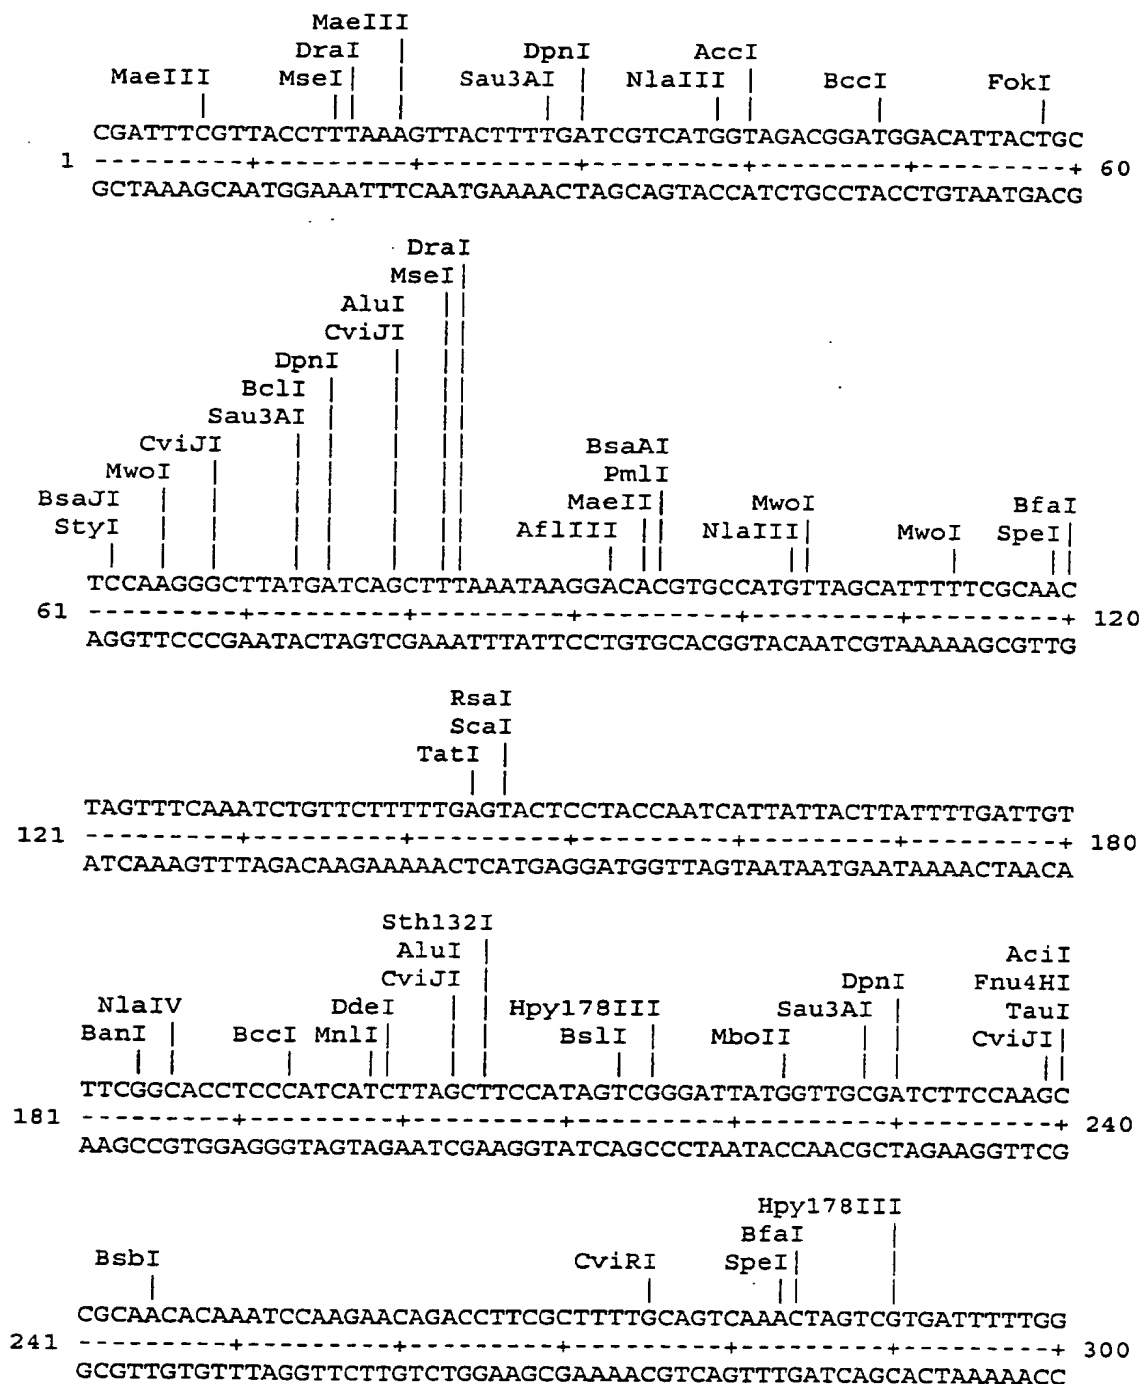 MaeIII
DraI | DpnI AccI
MaeIII MseI| | Sau3AI | NlaIII | BccI FokI
| || | | | | | | |
CGATTTCGTTACCTTTTAAAGTTACTTTTGATCGTCATGGTAGACGGATGGACATTACTGC
1 ---------+---------+---------+---------+---------+---------+ 60
GCTAAAGCAATGGAAATTTCAATGAAAACTAGCAGTACCATCTGCCTACCTGTAATGACG
DraI
MseI|
AluI ||
CviJI ||
DpnI | ||
BclI | | ||
Sau3AI | | ||
CviJI | | | || BsaAI
MwoI | | | | || PmlI
BsaJI | | | | | || MaeII| MwoI BfaI
StyI | | | | | || AflIII || NlaIII| MwoI SpeI|
| | | | | | || | || || | ||
TCCAAGGGCTTATGATCAGCTTTAAATAAGGACACGTGCCATGTTAGCATTTTTCGCAAC
61 ---------+---------+---------+---------+---------+---------+ 120
AGGTTCCCGAATACTAGTCGAAATTTATTCCTGTGCACGGTACAATCGTAAAAAGCGTTG
RsaI
ScaI
TatI |
| |
TAGTTTCAAATCTGTTCTTTTTGAGTACTCCTACCAATCATTATTACTTATTTTGATTGT
121 ---------+---------+---------+---------+---------+---------+ 180
ATCAAAGTTTAGACAAGAAAAACTCATGAGGATGGTTAGTAATAATGAATAAAACTAACA
Sth132I
AluI | AciI
CviJI | DpnI Fnu4HI
NlaIV DdeI | | Hpy178III Sau3AI | TauI
BanI | BccI MnlI | | | BslI | MboII | | CviJI|
| | | | | | | | | | | | ||
TTCGGCACCTCCCATCATCTTAGCTTCCATAGTCGGGATTATGGTTGCGATCTTCCAAGC
181 ---------+---------+---------+---------+---------+---------+ 240
AAGCCGTGGAGGGTAGTAGAATCGAAGGTATCAGCCCTAATACCAACGCTAGAAGGTTCG
Hpy178III
BfaI |
BsbI CviRI SpeI| |
| | || |
CGCAACACAAATCCAAGAACAGACCTTCGCTTTTGCAGTCAAACTAGTCGTGATTTTTGG
241 ---------+---------+---------+---------+---------+---------+ 300
GCGTTGTGTTTAGGTTCTTGTCTGGAAGCGAAAACGTCAGTTTGATCAGCACTAAAAACC